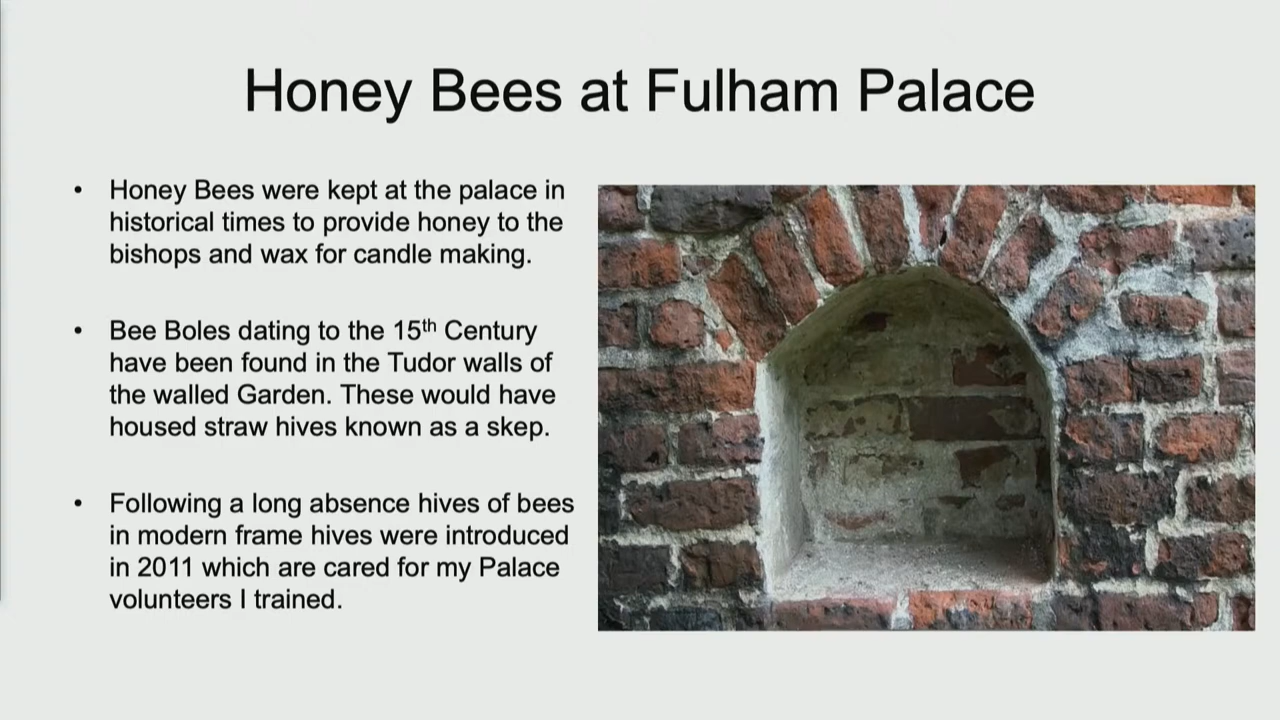 Honey Bees at Fulham Palace
• Honey Bees were kept at the palace in
historical times to provide honey to the
bishops and wax for candle making.
• Bee Boles dating to the 15th Century
have been found in the Tudor walls of
the walled Garden. These would have
housed straw hives known as a skep.
• Following a long absence hives of bees
in modern frame hives were introduced
in 2011 which are cared for my Palace
volunteers I trained.